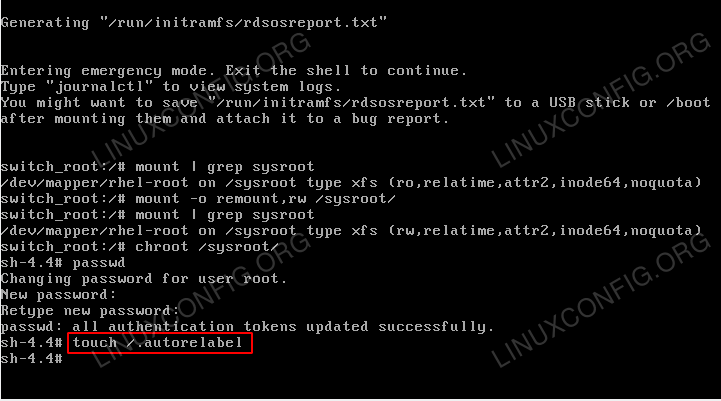 Generating "/run/initramfs/rdsosreport.txt"
Entering emergency mode. Exit the shell to continue.
Type "journalctl" to view system logs.
You might want to save "/run/initramfs/rdsosreport.txt" to a USB stick or /boot
after mounting them and attach it to a bug report.
switch_root:/# mount | grep sysroot
/dev/mapper/rhel-root on /sysroot type xfs (ro,relatime,attr2,inode64,noquota)
switch_root:/# mount -o remount,rw /sysroot/
switch_root:/# mount | grep sysroot
/dev/mapper/rhel-root on /sysroot type xfs (rw,relatime,attr2,inode64,noquota)
switch_root:/# chroot /sysroot/
sh-4.4# passwd
Changing password for user root.
New password:
Retype new password:
passwd: all authentication tokens updated successfully.
sh-4.4# touch /.autorelabel
sh-4.4#
LINUXCONFIG.ORG
LINUXCONFIG.ORG
LINUXCONFIG.ORG
LINUXCONFIG.ORG